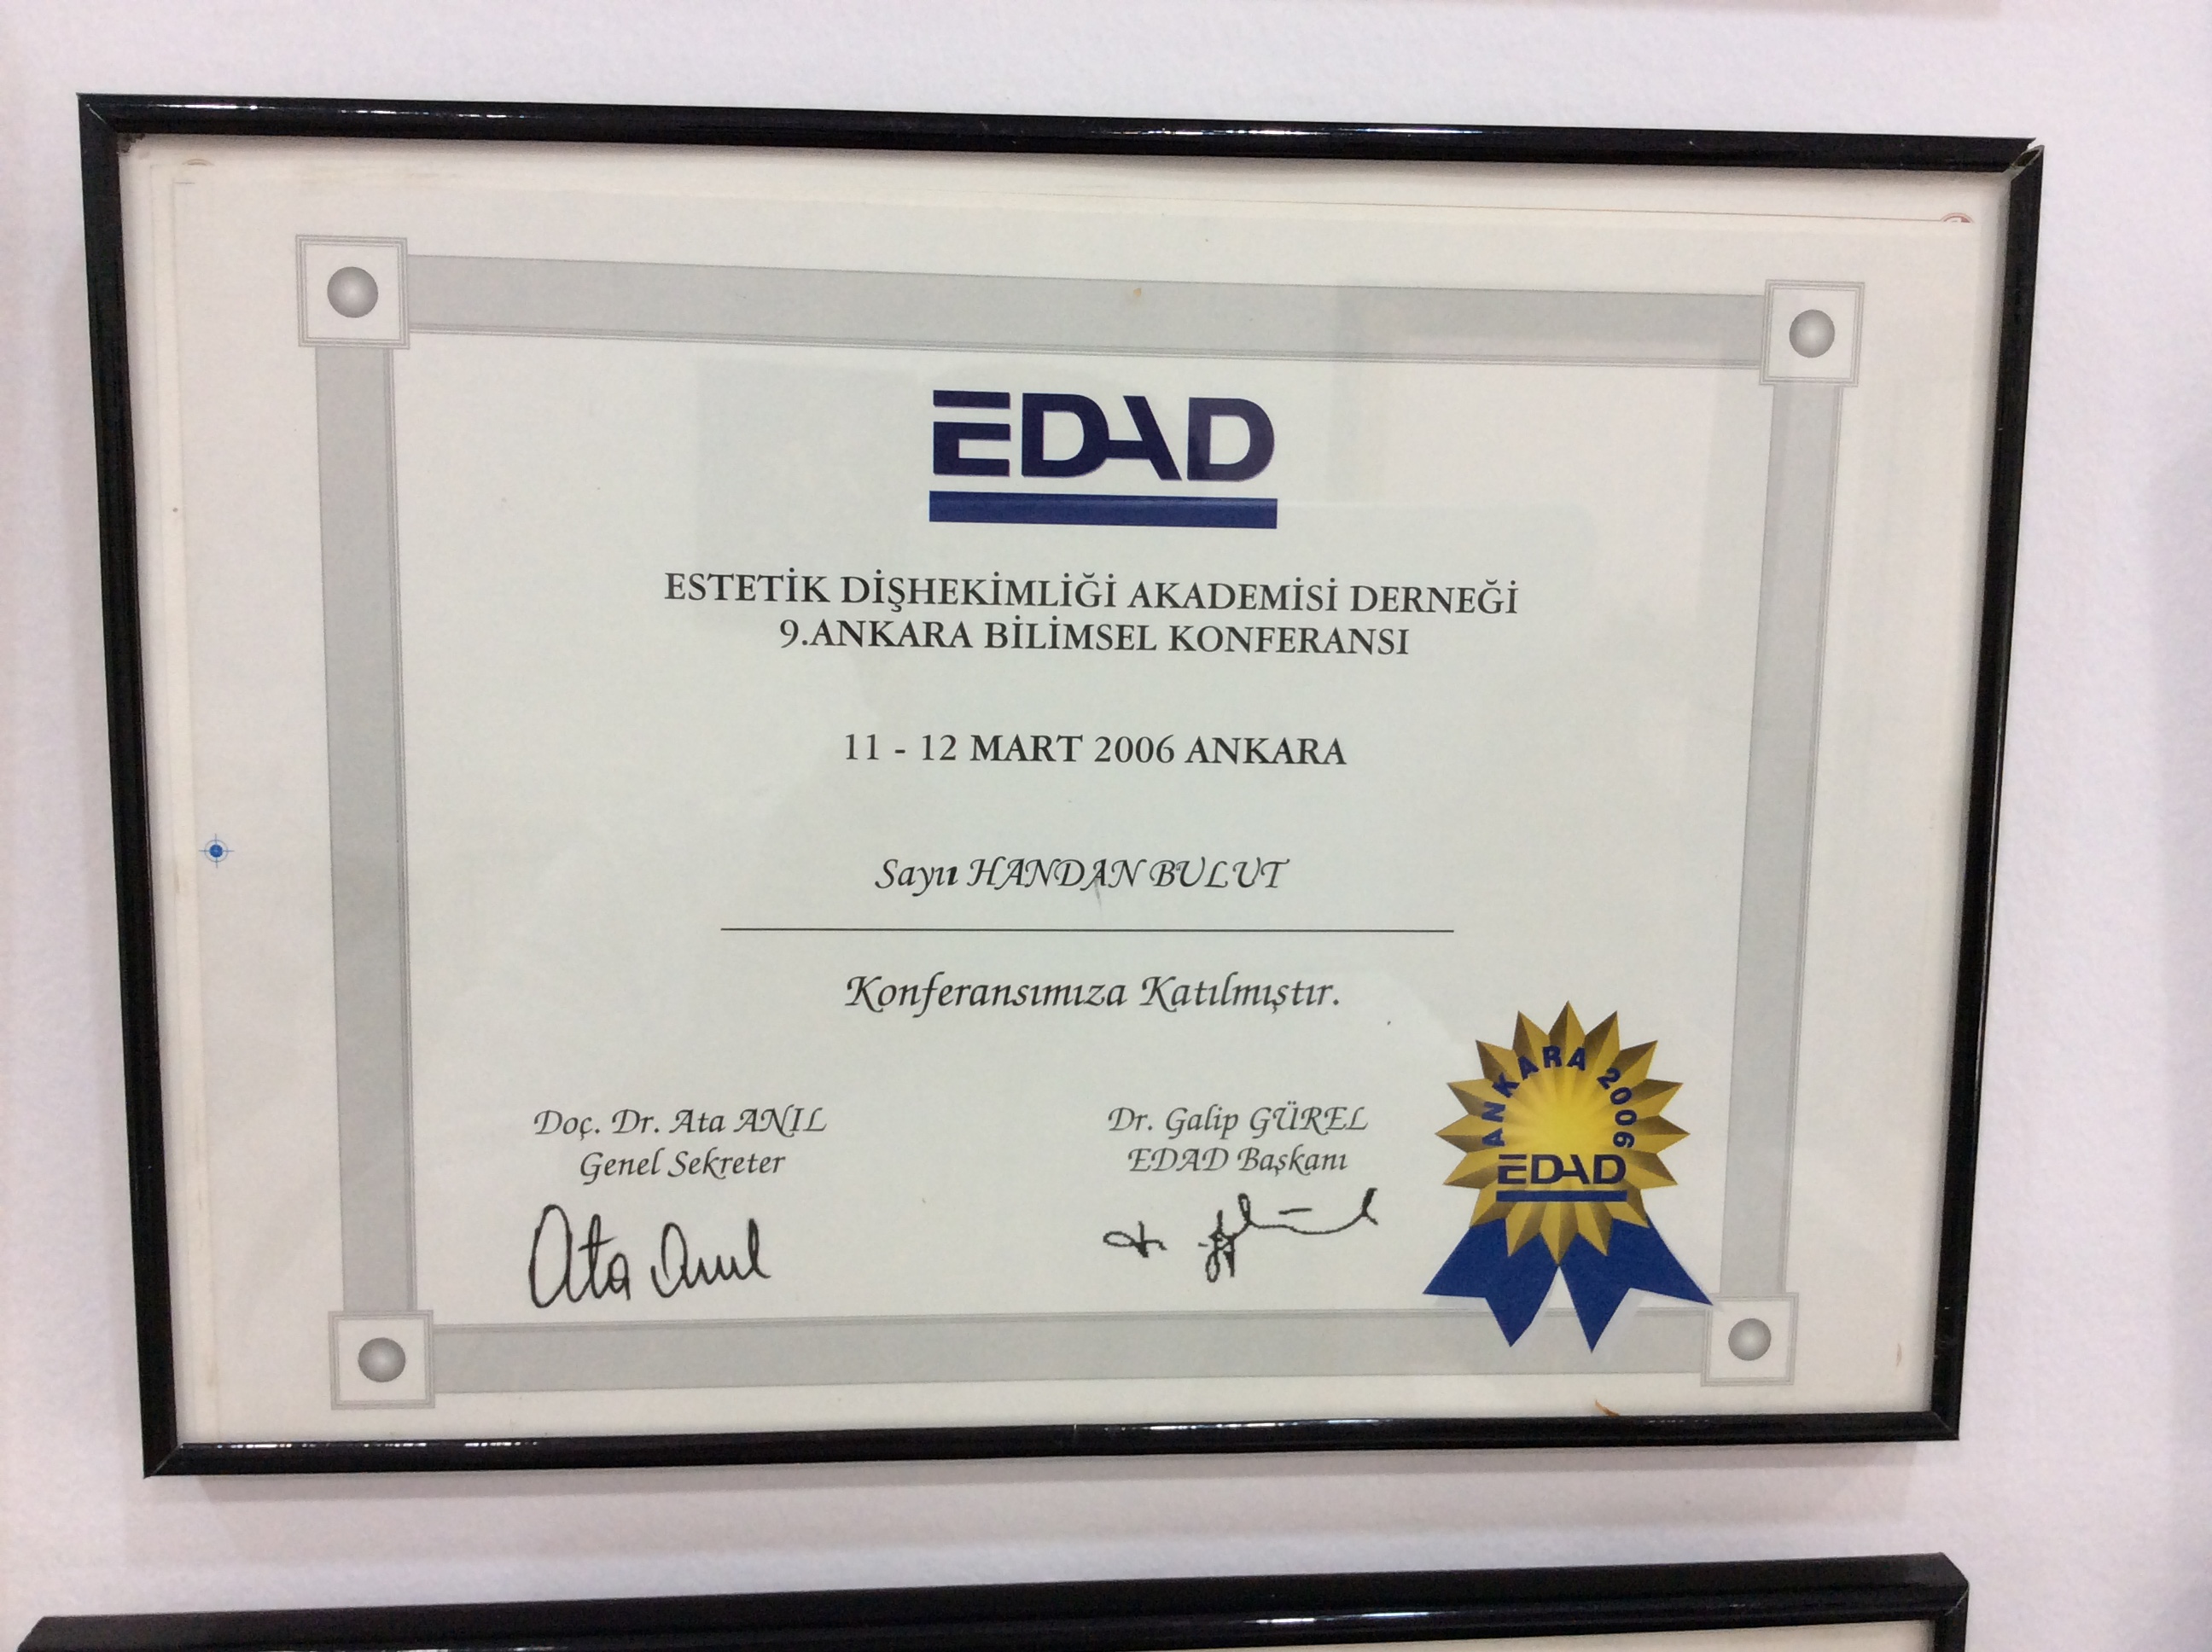 EDAD
ESTETİK DİŞHEKİMLİĞİ AKADEMİSİ DERNEĞİ
9.ANKARA BİLİMSEL KONFERANSI
11 - 12 MART 2006 ANKARA
Sayın HANDAN BULUT
Konferansımıza Katılmıştır.
Doç. Dr. Ata ANIL
Genel Sekreter
Ata Anıl
Dr. Galip GÜREL
EDAD Başkanı
ANKARA 2006
EDAD